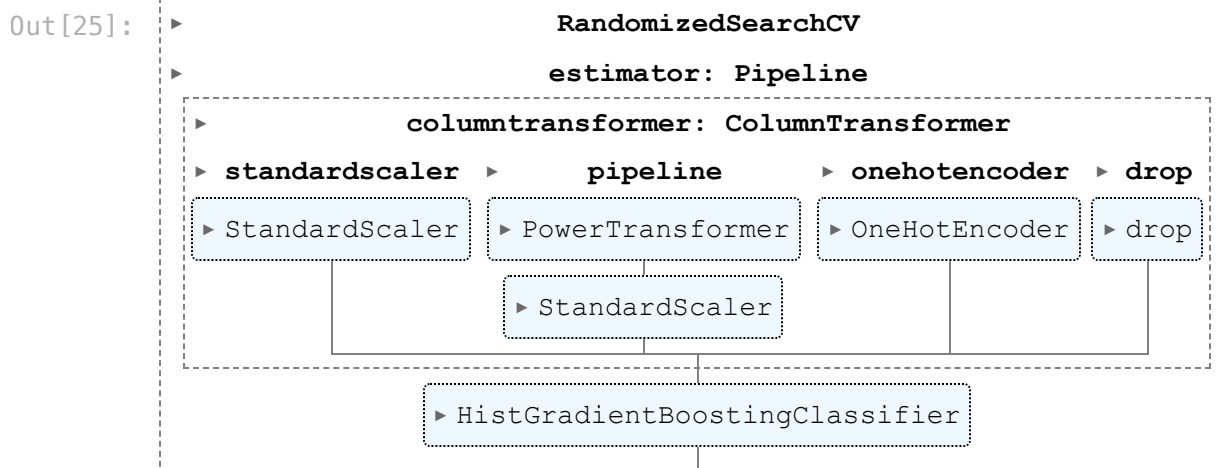 Out[25]:
▸ RandomizedSearchCV
▸ estimator: Pipeline
▸ columntransformer: ColumnTransformer
▸ standardscaler ▸ pipeline ▸ onehotencoder ▸ drop
▸ StandardScaler ▸ PowerTransformer ▸ OneHotEncoder ▸ drop
▸ StandardScaler
▸ HistGradientBoostingClassifier